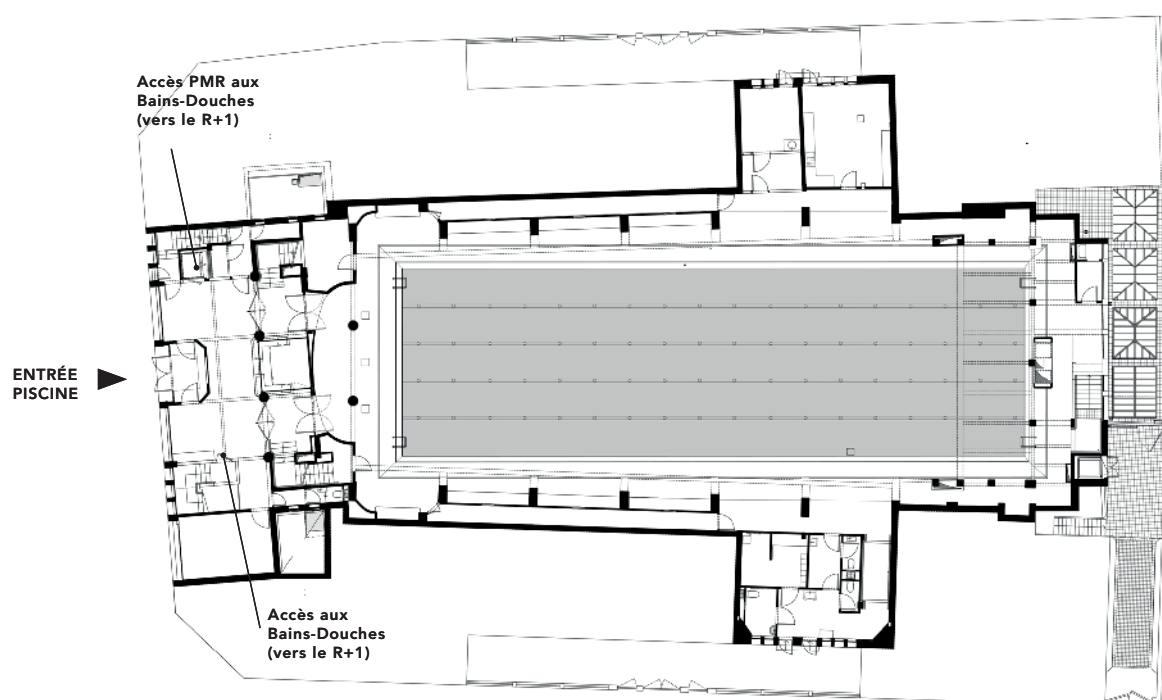 Accès PMR aux
Bains-Douches
(vers le R+1)
ENTRÉE
PISCINE
Accès aux
Bains-Douches
(vers le R+1)